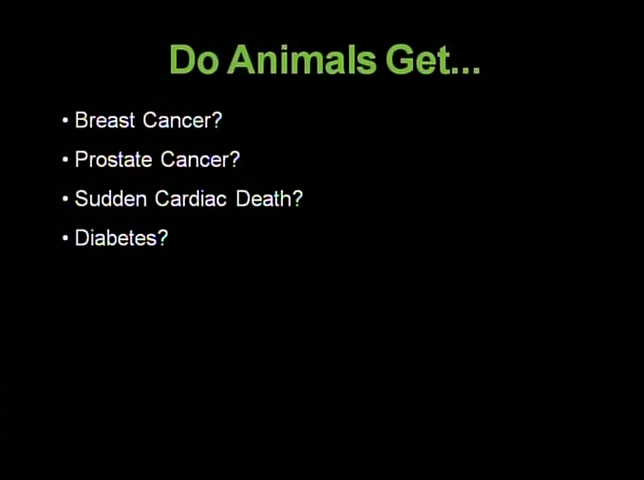 Do Animals Get...
• Breast Cancer?
• Prostate Cancer?
• Sudden Cardiac Death?
• Diabetes?